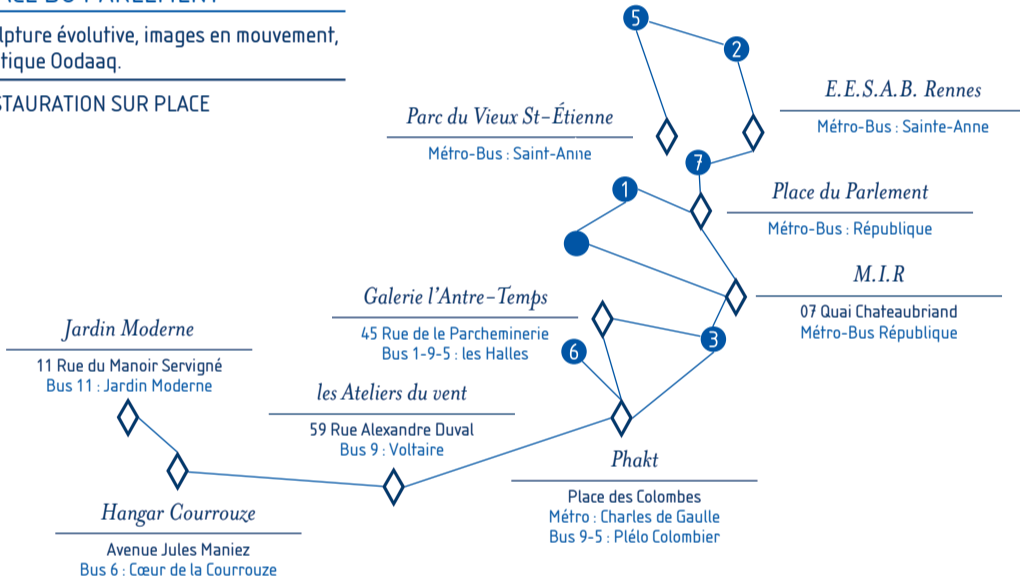 lpture évolutive, images en mouvement,
tique Oodaaq.
STAURATION SUR PLACE
5
2
E.E.S.A.B. Rennes
Métro-Bus : Sainte-Anne
Parc du Vieux St-Étienne
Métro-Bus : Saint-Anne
7
1
Place du Parlement
Métro-Bus : République
M.I.R
07 Quai Chateaubriand
Métro-Bus République
Galerie l'Antre-Temps
45 Rue de le Parcheminerie
Bus 1-9-5 : les Halles
3
6
Jardin Moderne
11 Rue du Manoir Servigné
Bus 11 : Jardin Moderne
les Ateliers du vent
59 Rue Alexandre Duval
Bus 9 : Voltaire
Phakt
Place des Colombes
Métro : Charles de Gaulle
Bus 9-5 : Plélo Colombier
Hangar Courrouze
Avenue Jules Maniez
Bus 6 : Cœur de la Courrouze